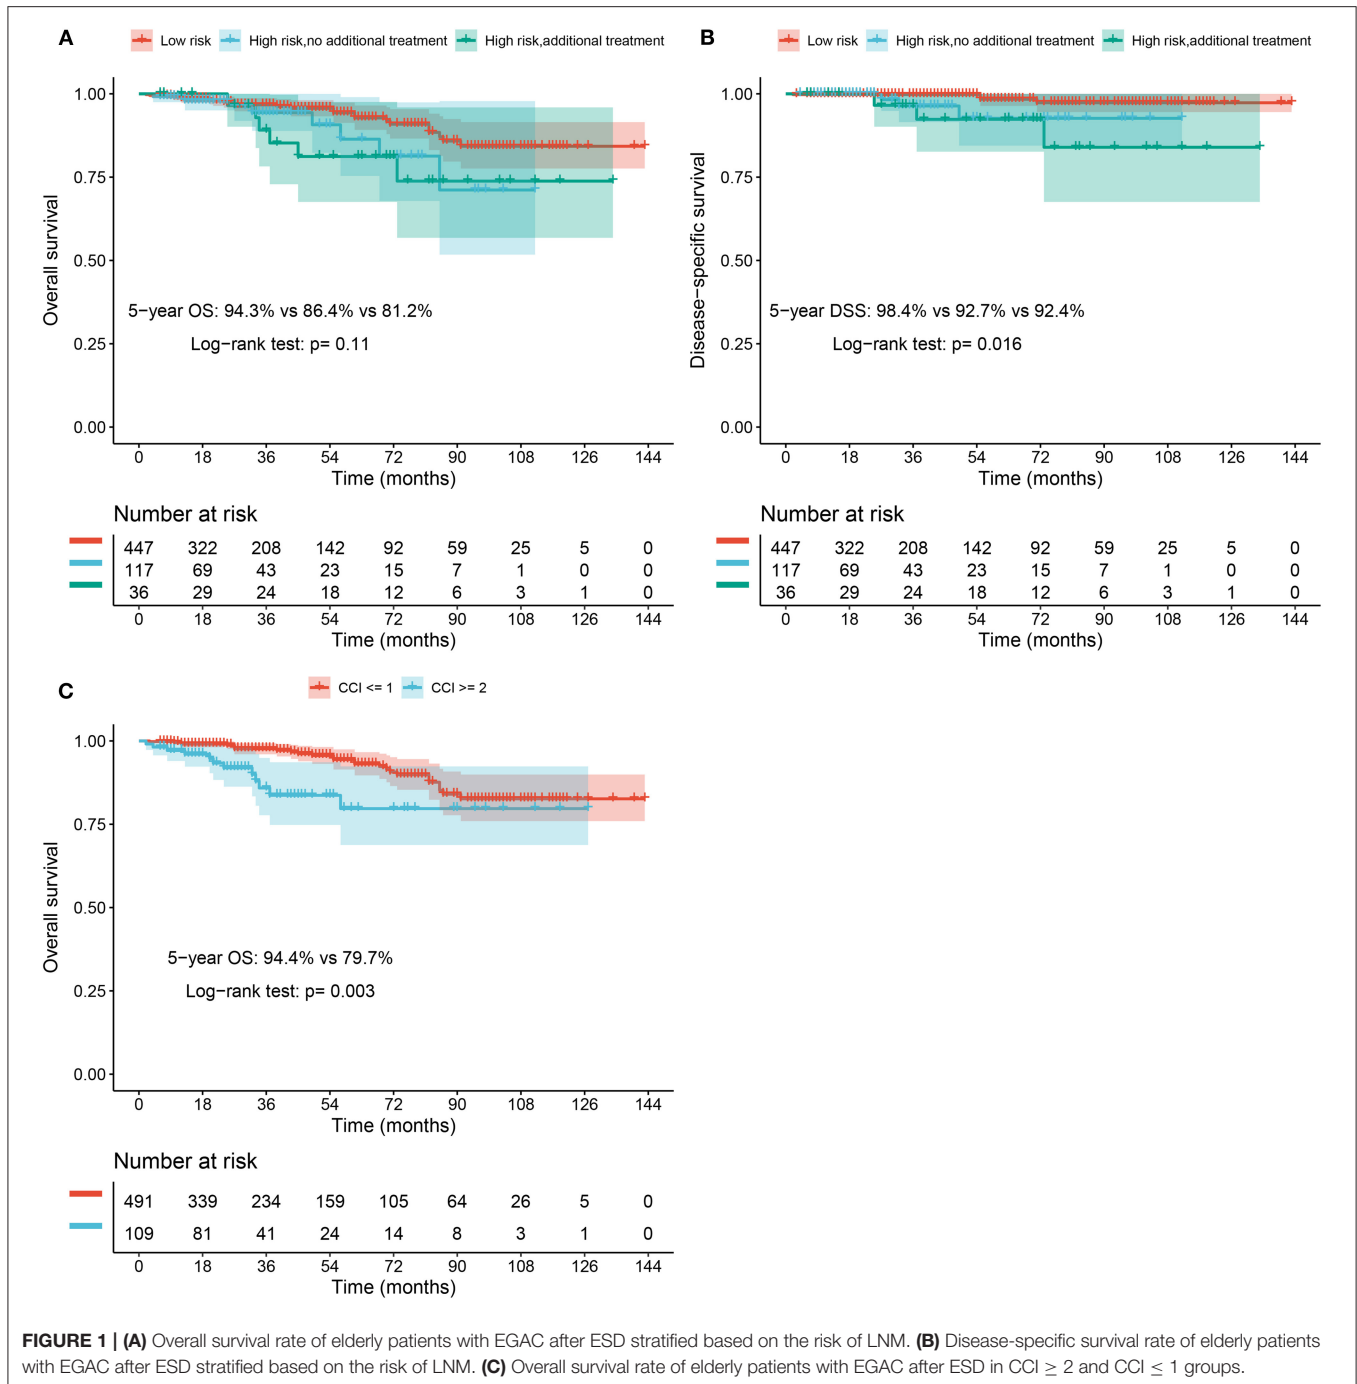 A
Low risk High risk,no additional treatment High risk,additional treatment
Overall survival
1.00
0.75
0.50
0.25
0.00
5−year OS: 94.3% vs 86.4% vs 81.2%
Log−rank test: p= 0.11
0 18 36 54 72 90 108 126 144
Time (months)
Number at risk
447 322 208 142 92 59 25 5 0
117 69 43 23 15 7 1 0 0
36 29 24 18 12 6 3 1 0
0 18 36 54 72 90 108 126 144
Time (months)
B
Low risk High risk,no additional treatment High risk,additional treatment
Disease−specific survival
1.00
0.75
0.50
0.25
0.00
5−year DSS: 98.4% vs 92.7% vs 92.4%
Log−rank test: p= 0.016
0 18 36 54 72 90 108 126 144
Time (months)
Number at risk
447 322 208 142 92 59 25 5 0
117 69 43 23 15 7 1 0 0
36 29 24 18 12 6 3 1 0
0 18 36 54 72 90 108 126 144
Time (months)
C
CCI <= 1 CCI >= 2
Overall survival
1.00
0.75
0.50
0.25
0.00
5−year OS: 94.4% vs 79.7%
Log−rank test: p= 0.003
0 18 36 54 72 90 108 126 144
Time (months)
Number at risk
491 339 234 159 105 64 26 5 0
109 81 41 24 14 8 3 1 0
0 18 36 54 72 90 108 126 144
Time (months)
FIGURE 1 | (A) Overall survival rate of elderly patients with EGAC after ESD stratified based on the risk of LNM. (B) Disease-specific survival rate of elderly patients
with EGAC after ESD stratified based on the risk of LNM. (C) Overall survival rate of elderly patients with EGAC after ESD in CCI ≥ 2 and CCI ≤ 1 groups.